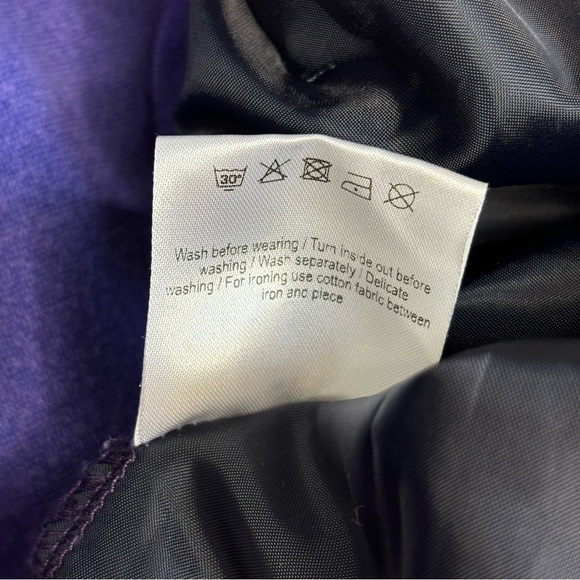 30°
Wash before wearing / Turn inside out before
washing / Wash separately / Delicate
washing / For ironing use cotton fabric between
iron and piece